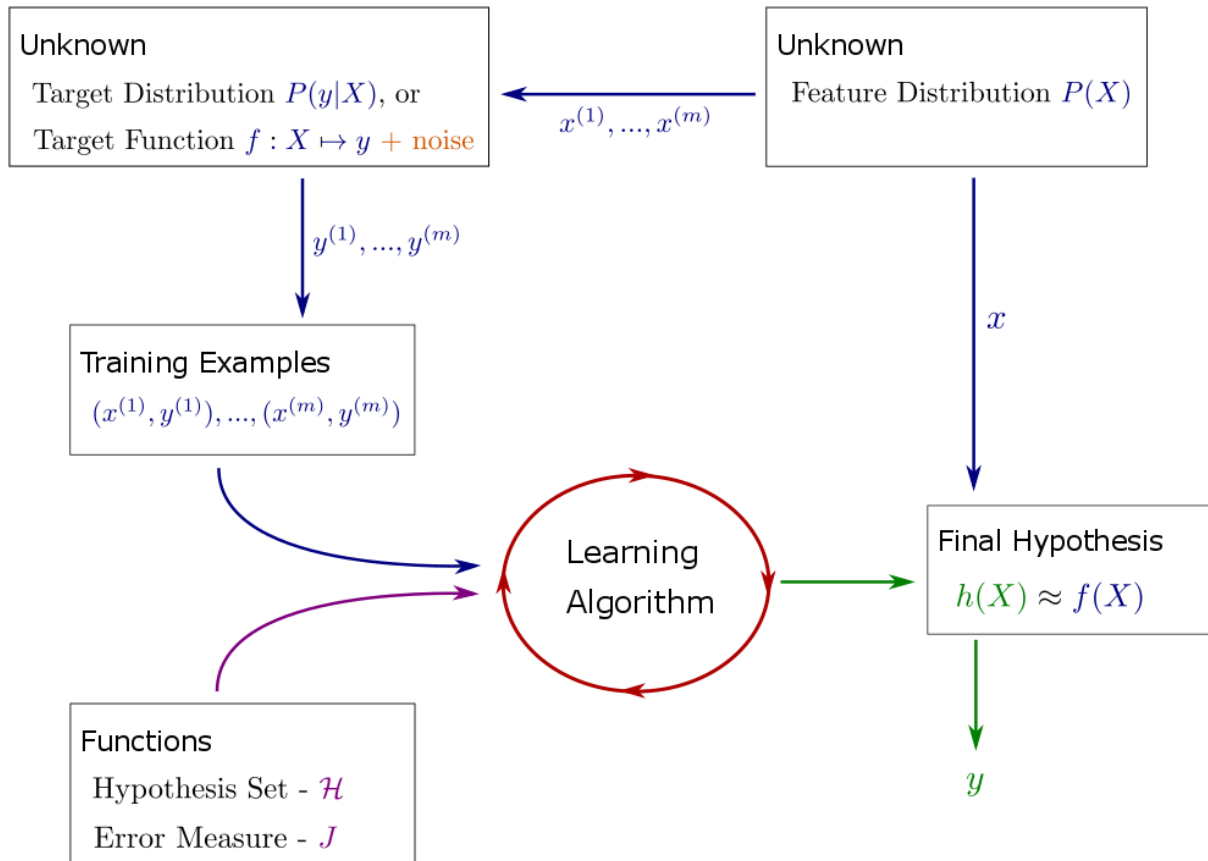 Unknown
Target Distribution P(y|X), or
Target Function f : X ↦ y + noise
x^{(1)}, ..., x^{(m)}
Unknown
Feature Distribution P(X)
y^{(1)}, ..., y^{(m)}
x
Training Examples
(x^{(1)}, y^{(1)}), ..., (x^{(m)}, y^{(m)})
Learning
Algorithm
Final Hypothesis
h(X) ≈ f(X)
y
Functions
Hypothesis Set - ℋ
Error Measure - J